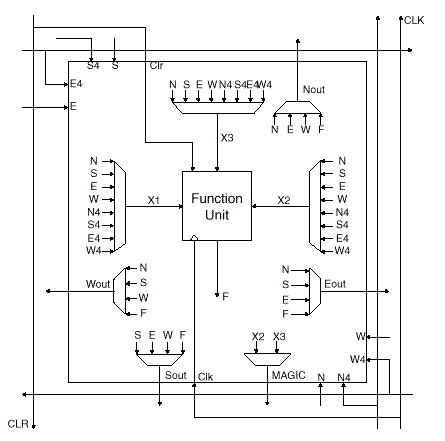 CLK
S4 S Clr
E4
E
N S E W N4 S4 E4 W4
Nout
N E W F
X3
N
S
E
W
N4
S4
E4
W4
X1
Function
Unit
X2
N
S
E
W
N4
S4
E4
W4
Wout
N
S
W
F
F
N
S
E
F
Eout
S E W F
Sout
X2 X3
MAGIC
W
W4
Clk
N N4
CLR